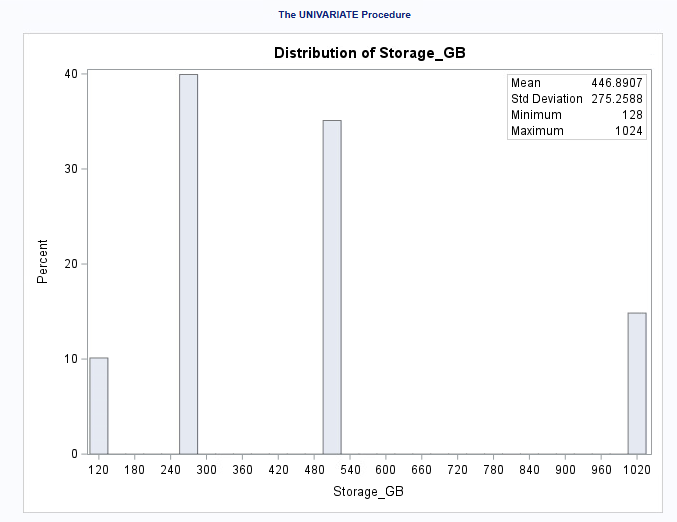 The UNIVARIATE Procedure
Distribution of Storage_GB
Mean 446.8907
Std Deviation 275.2588
Minimum 128
Maximum 1024
40
30
20
10
0
Percent
120 180 240 300 360 420 480 540 600 660 720 780 840 900 960 1020
Storage_GB